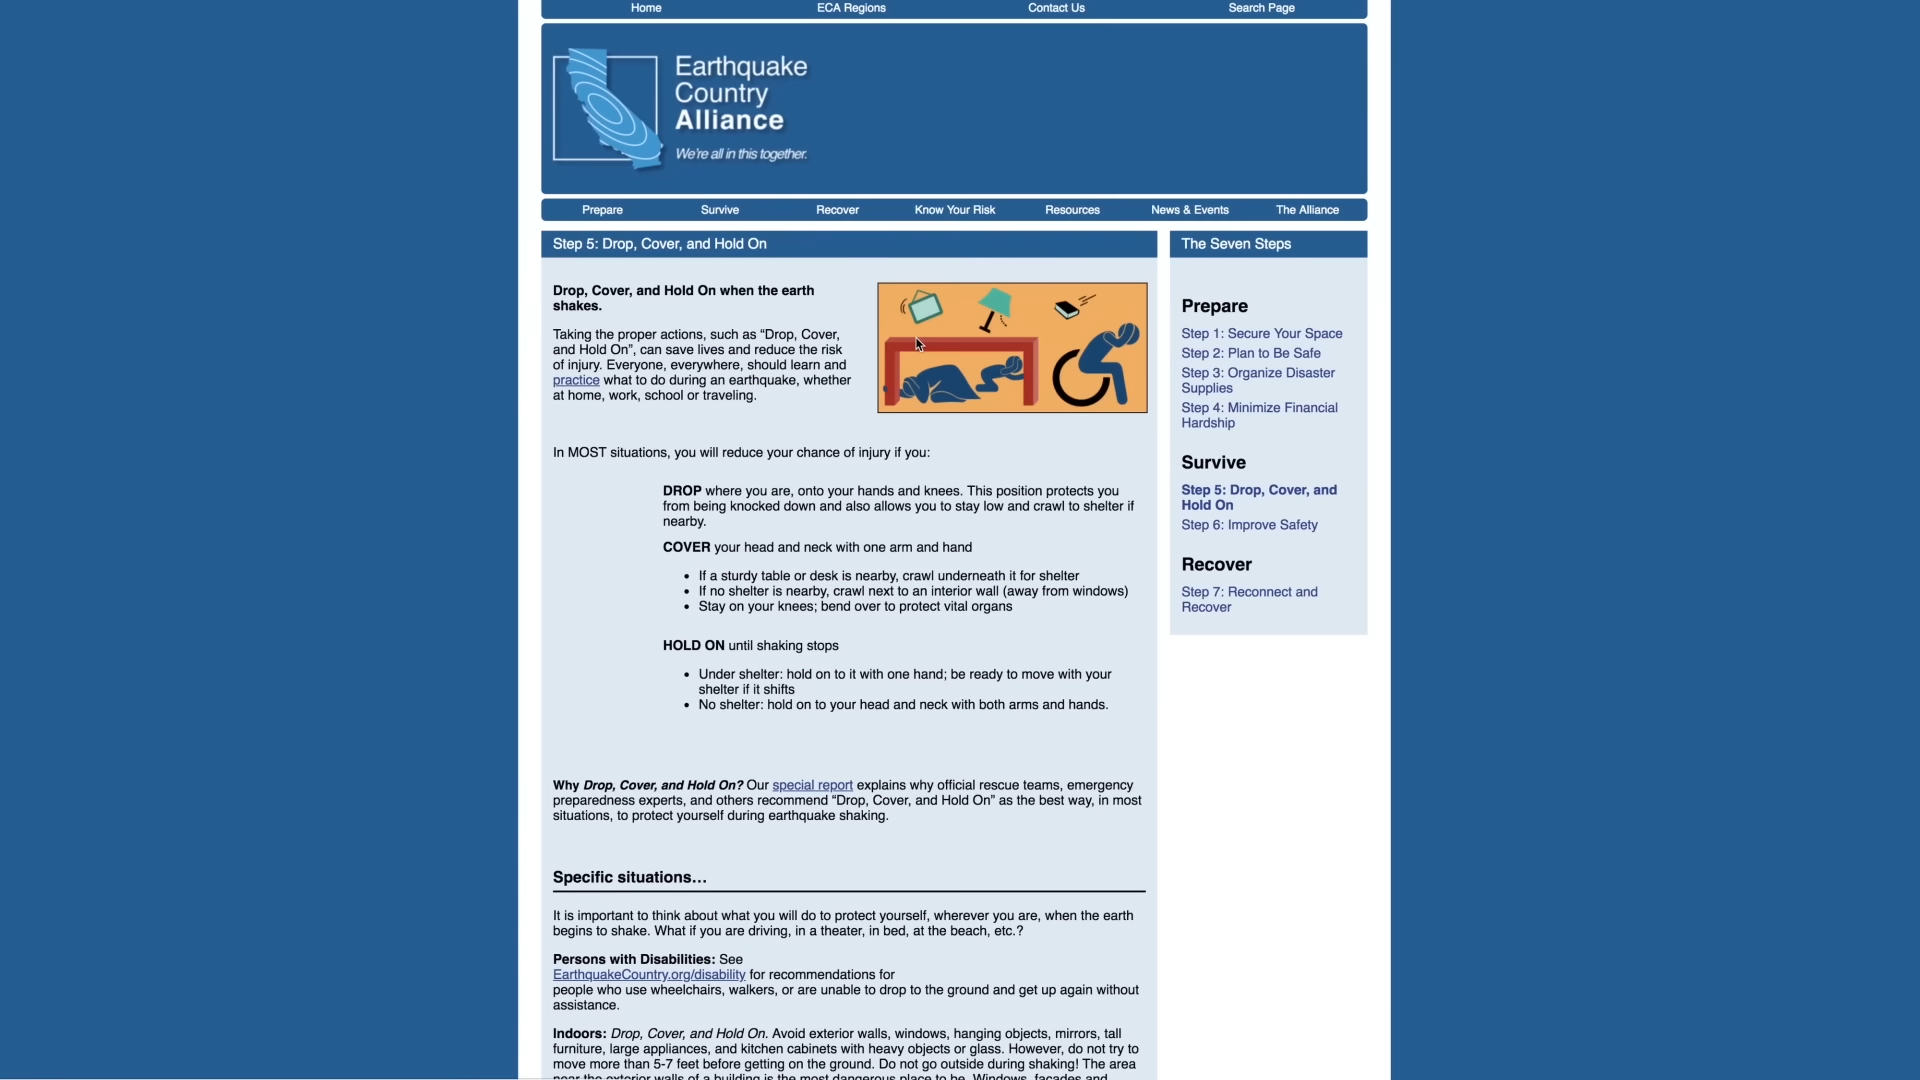 Home ECA Regions Contact Us Search Page
Earthquake
Country
Alliance
We're all in this together.
Prepare Survive Recover Know Your Risk Resources News & Events The Alliance
Step 5: Drop, Cover, and Hold On
Drop, Cover, and Hold On when the earth
shakes.
Taking the proper actions, such as “Drop, Cover,
and Hold On”, can save lives and reduce the risk
of injury. Everyone, everywhere, should learn and
practice what to do during an earthquake, whether
at home, work, school or traveling.
In MOST situations, you will reduce your chance of injury if you:
DROP where you are, onto your hands and knees. This position protects you
from being knocked down and also allows you to stay low and crawl to shelter if
nearby.
COVER your head and neck with one arm and hand
• If a sturdy table or desk is nearby, crawl underneath it for shelter
• If no shelter is nearby, crawl next to an interior wall (away from windows)
• Stay on your knees; bend over to protect vital organs
HOLD ON until shaking stops
• Under shelter: hold on to it with one hand; be ready to move with your
shelter if it shifts
• No shelter: hold on to your head and neck with both arms and hands.
Why Drop, Cover, and Hold On? Our special report explains why official rescue teams, emergency
preparedness experts, and others recommend “Drop, Cover, and Hold On” as the best way, in most
situations, to protect yourself during earthquake shaking.
Specific situations…
It is important to think about what you will do to protect yourself, wherever you are, when the earth
begins to shake. What if you are driving, in a theater, in bed, at the beach, etc.?
Persons with Disabilities: See
EarthquakeCountry.org/disability for recommendations for
people who use wheelchairs, walkers, or are unable to drop to the ground and get up again without
assistance.
Indoors: Drop, Cover, and Hold On. Avoid exterior walls, windows, hanging objects, mirrors, tall
furniture, large appliances, and kitchen cabinets with heavy objects or glass. However, do not try to
move more than 5-7 feet before getting on the ground. Do not go outside during shaking! The area
near the exterior walls of a building is the most dangerous place to be. Windows, facades and
The Seven Steps
Prepare
Step 1: Secure Your Space
Step 2: Plan to Be Safe
Step 3: Organize Disaster
Supplies
Step 4: Minimize Financial
Hardship
Survive
Step 5: Drop, Cover, and
Hold On
Step 6: Improve Safety
Recover
Step 7: Reconnect and
Recover